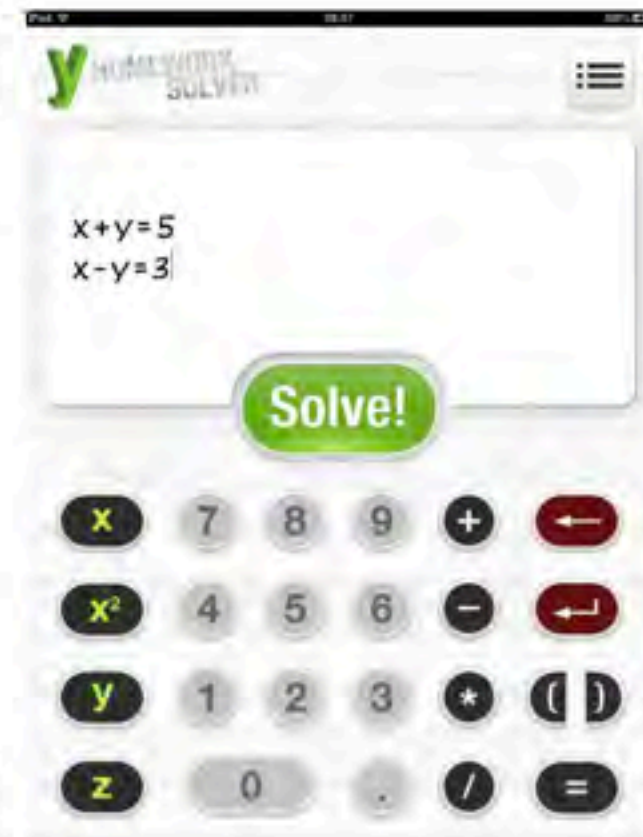 y HOMEWORK
SOLVER
x+y=5
x-y=3
Solve!
x 7 8 9 + ←
x² 4 5 6 - ↵
y 1 2 3 * ( )
z 0 . / =